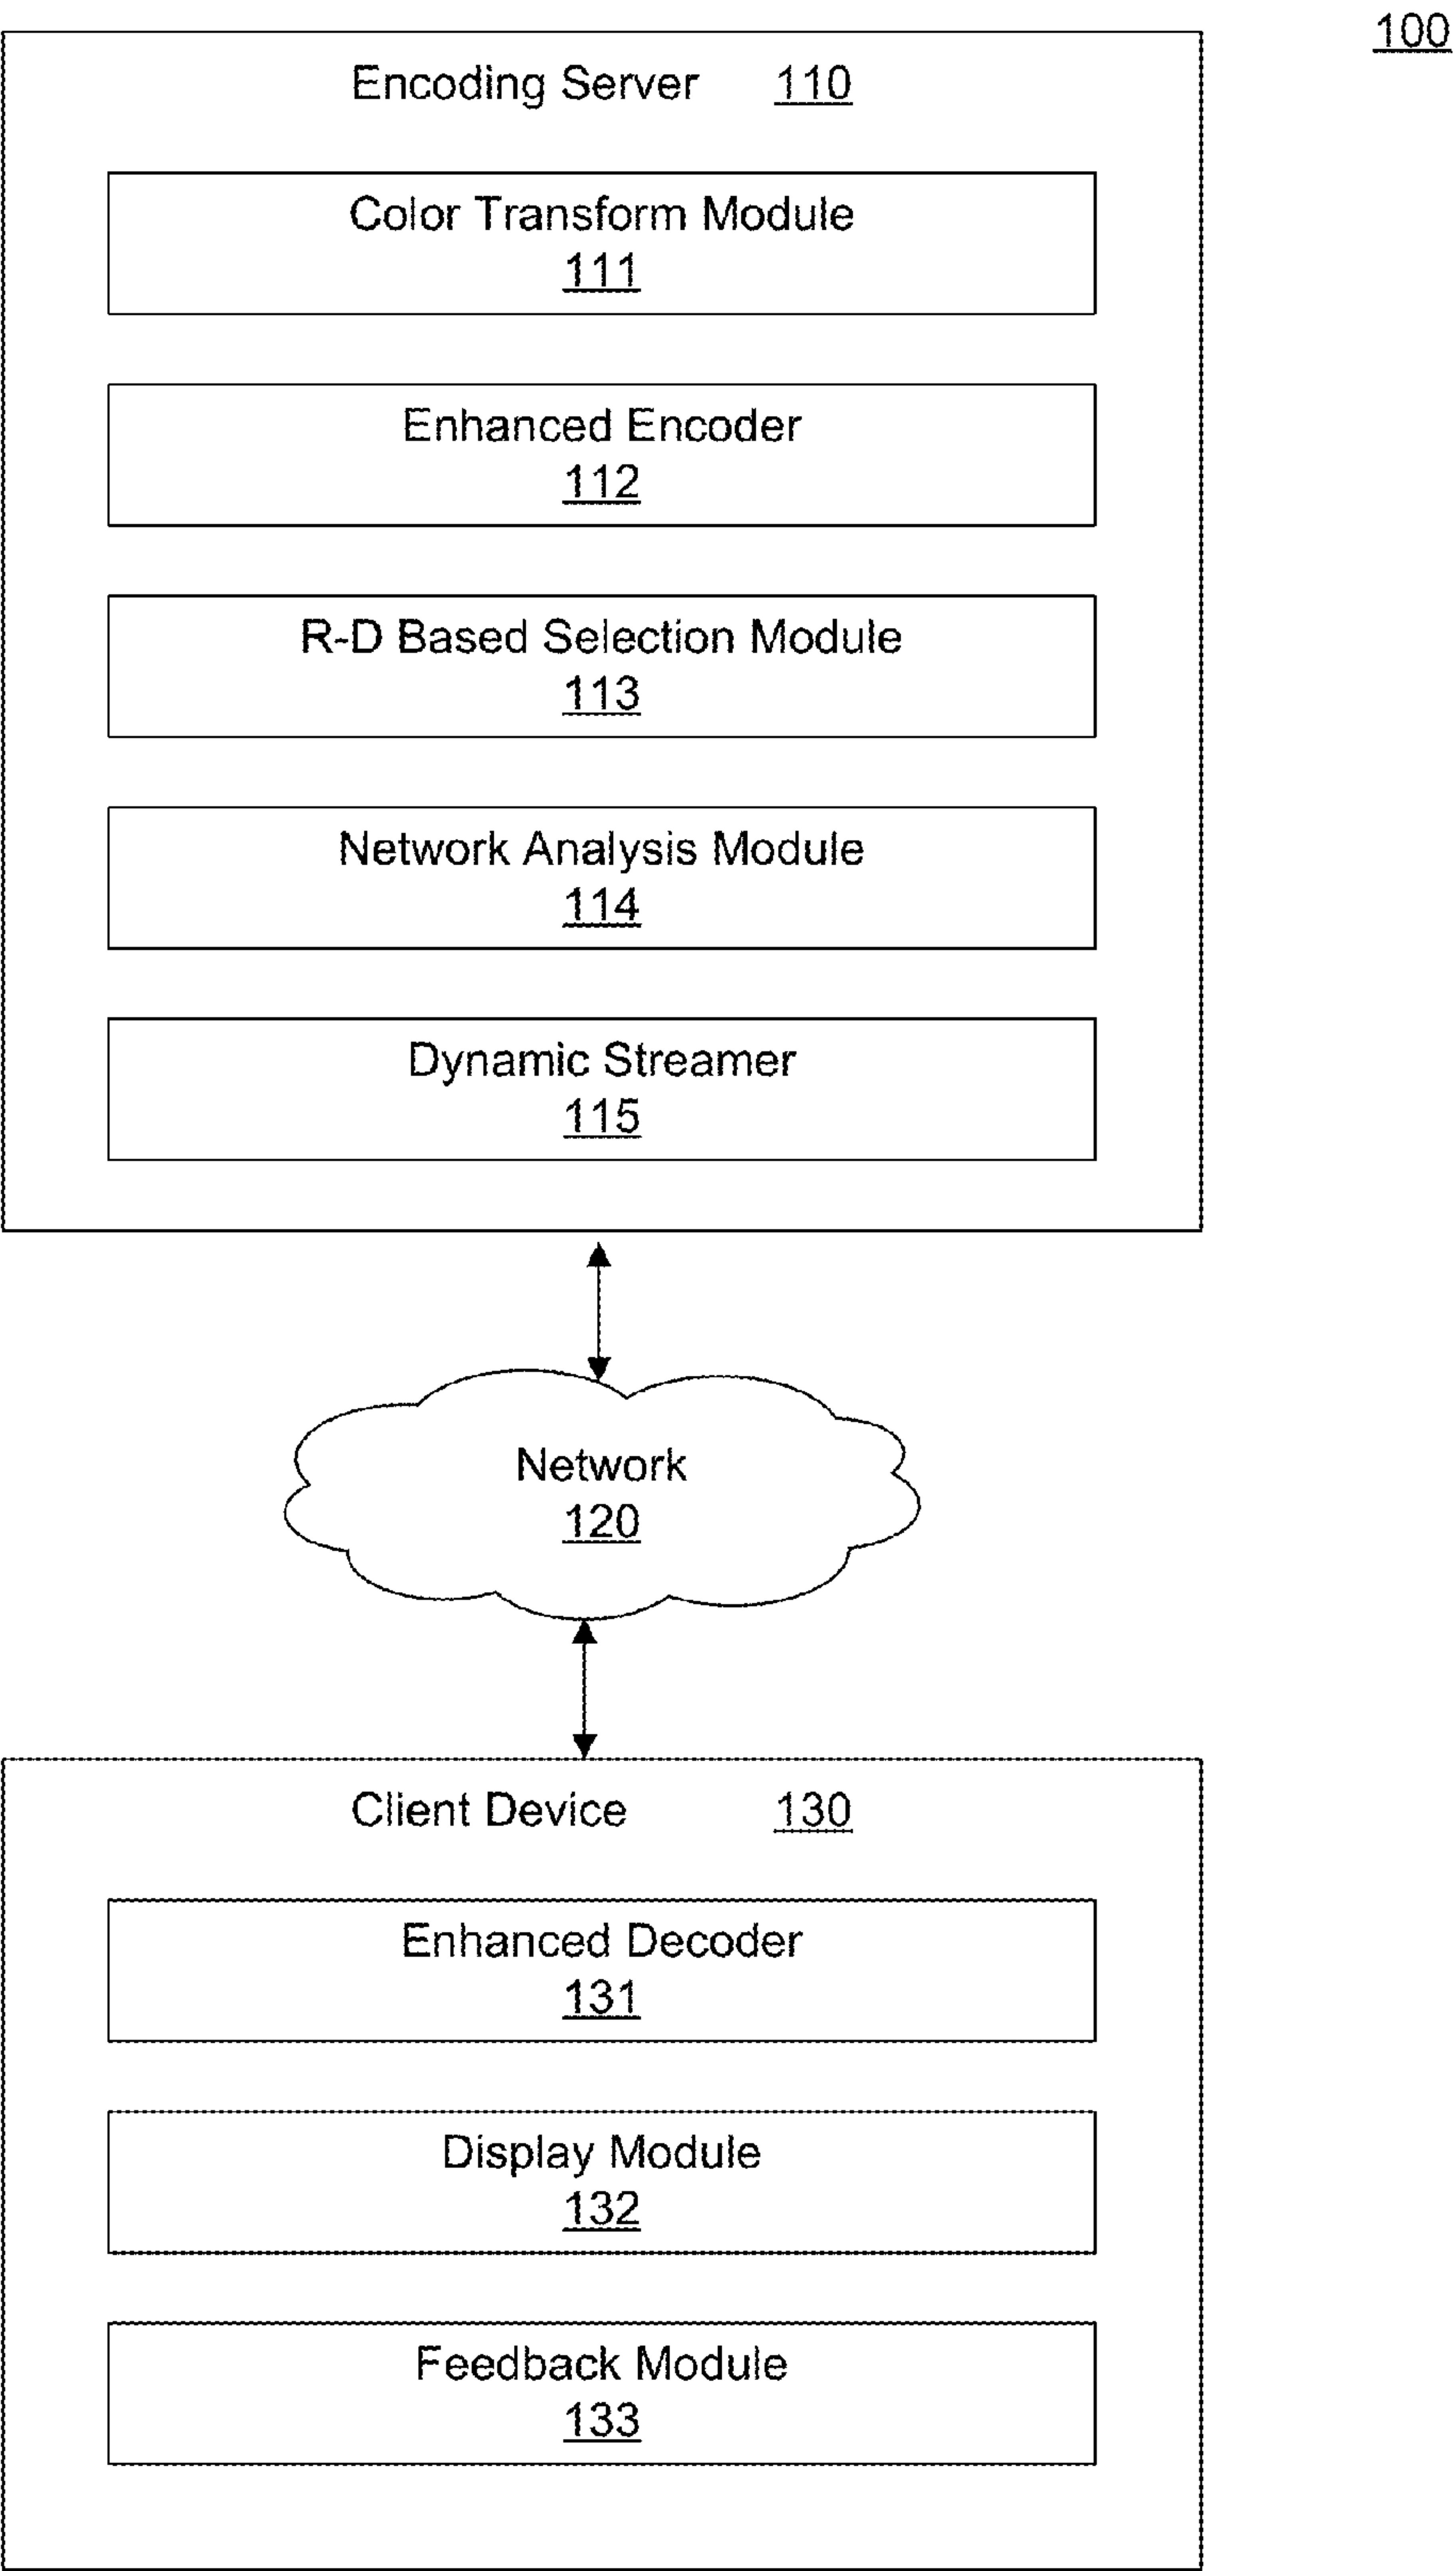 100
Encoding Server 110
Color Transform Module
111
Enhanced Encoder
112
R-D Based Selection Module
113
Network Analysis Module
114
Dynamic Streamer
115
Network
120
Client Device 130
Enhanced Decoder
131
Display Module
132
Feedback Module
133